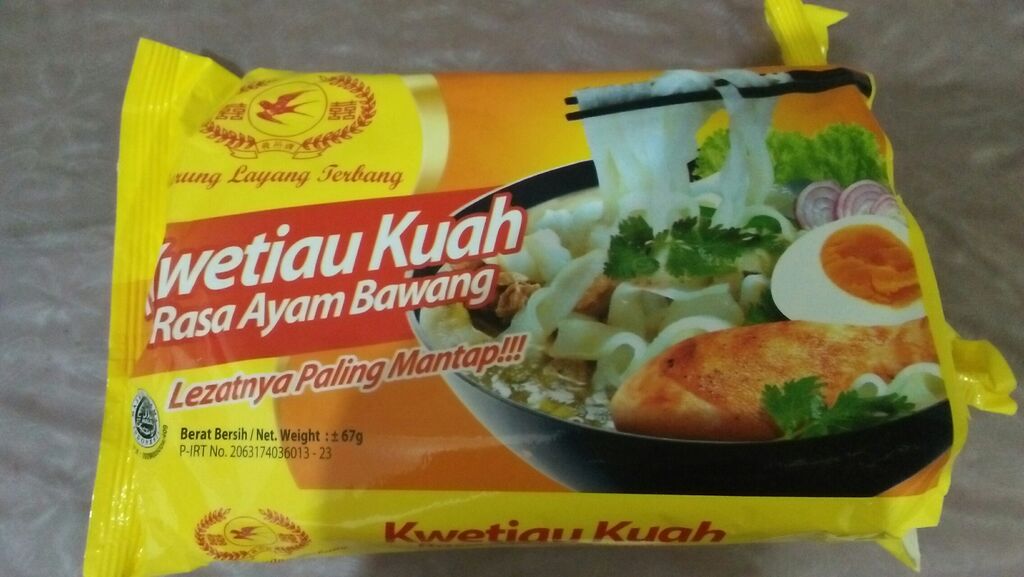 rung Layang Terbang
Kwetiau Kuah
Rasa Ayam Bawang
Lezatnya Paling Mantap!!!
Berat Bersih / Net. Weight : ± 67g
P-IRT No. 2063174036013 - 23
Kwetiau Kuah